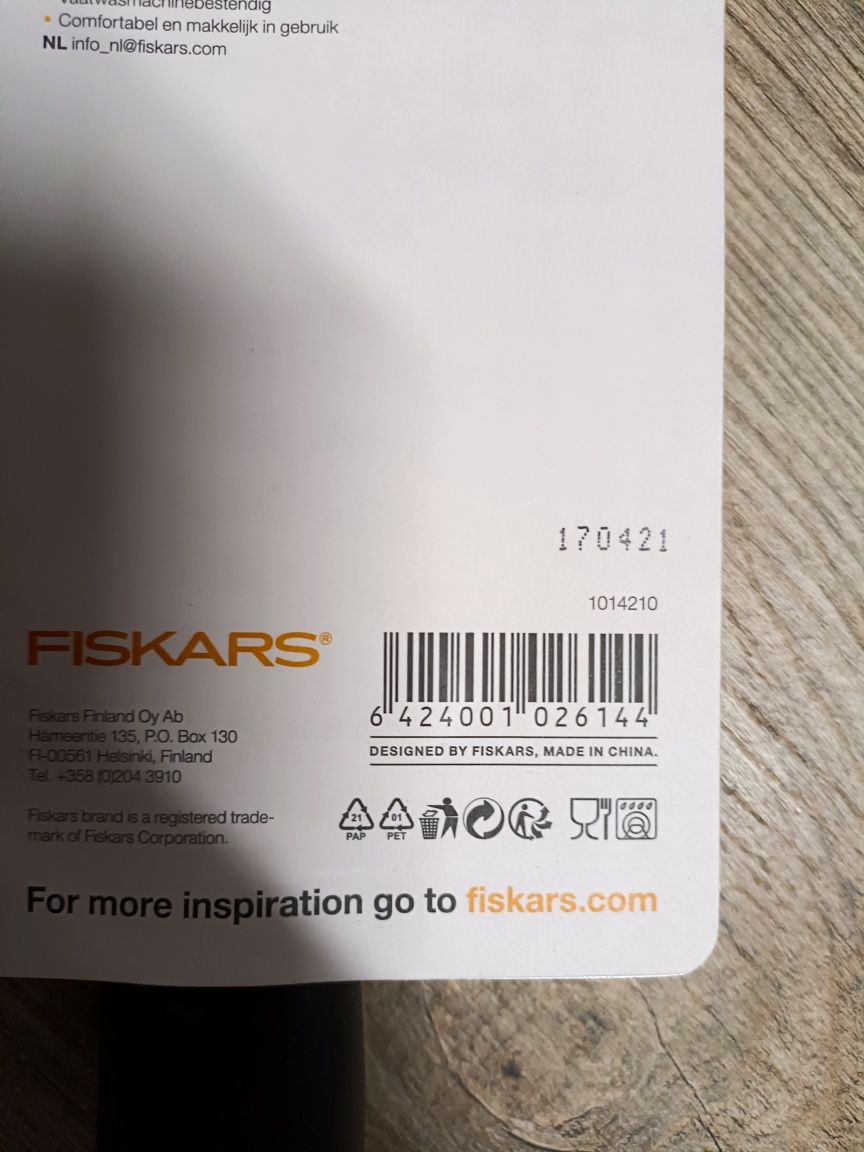 vaatwasmachinebestendig
• Comfortabel en makkelijk in gebruik
NL info_nl@fiskars.com
170421
1014210
FISKARS®
6 424001 026144
DESIGNED BY FISKARS, MADE IN CHINA.
Fiskars Finland Oy Ab
Hämeentie 135, P.O. Box 130
FI-00561 Helsinki, Finland
Tel. +358 (0)204 3910
Fiskars brand is a registered trade-
mark of Fiskars Corporation.
21
PAP
01
PET
For more inspiration go to fiskars.com